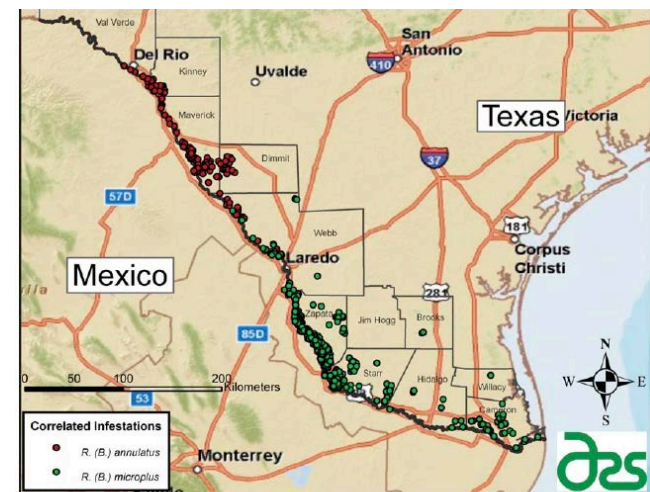 Val Verde
Del Rio
Kinney
Uvalde
San
Antonio
410
Maverick
Texas
Victoria
Dimmit
37
57D
181
Corpus
Christi
Webb
Laredo
Mexico
281
Zapata
Jim Hogg
Brooks
85D
Starr
Hidalgo
Willacy
Cameron
0 50 100 200 Kilometers
53
N
W E
S
Correlated Infestations
R. (B.) annulatus
R. (B.) microplus
Monterrey
ars